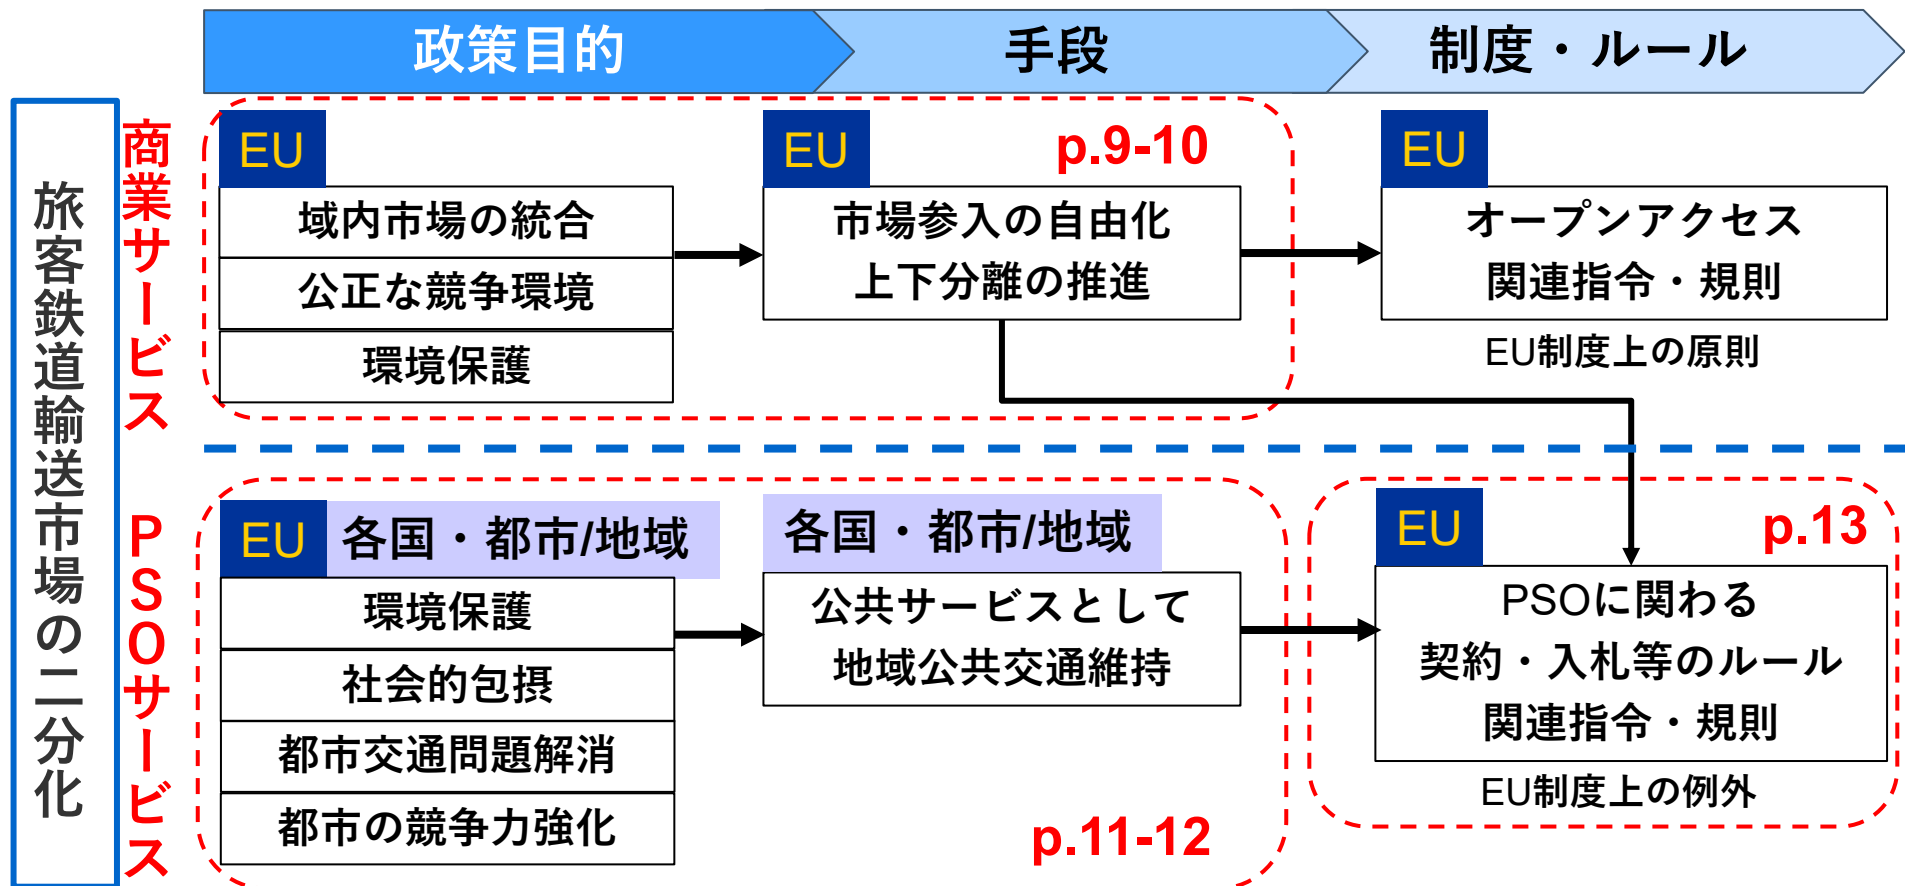 政策目的
手段
制度・ルール
旅客鉄道輸送市場の二分化
商業サービス
EU
域内市場の統合
公正な競争環境
環境保護
EU
p.9-10
市場参入の自由化
上下分離の推進
EU
オープンアクセス
関連指令・規則
EU制度上の原則
PSOサービス
EU
各国・都市/地域
環境保護
社会的包摂
都市交通問題解消
都市の競争力強化
各国・都市/地域
公共サービスとして
地域公共交通維持
p.11-12
EU
p.13
PSOに関わる
契約・入札等のルール
関連指令・規則
EU制度上の例外